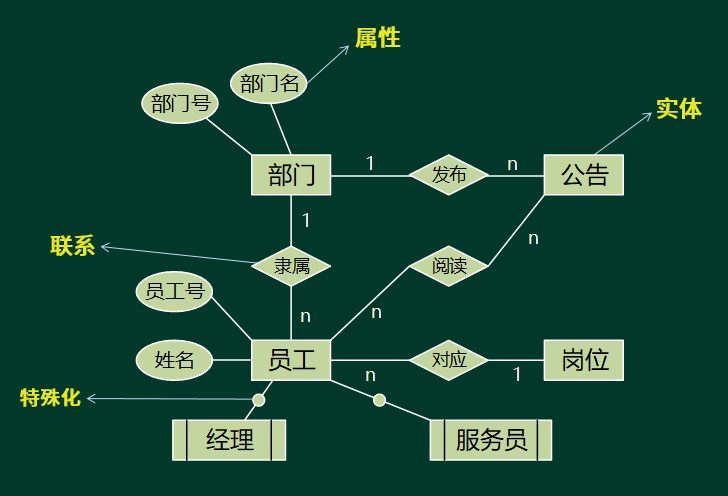 属性
部门名
部门号
实体
部门
1
发布
n
公告
1
n
联系
隶属
阅读
员工号
n
n
姓名
员工
对应
岗位
n
1
特殊化
经理
服务员